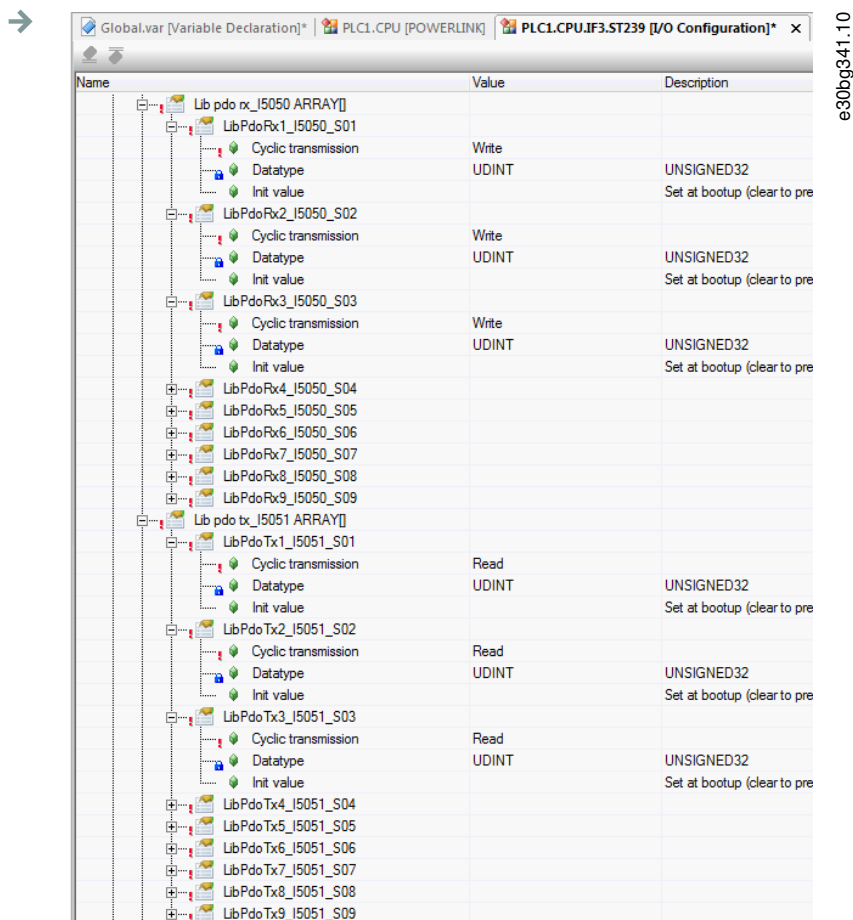 Global.var [Variable Declaration]* PLC1.CPU [POWERLINK] PLC1.CPU.IF3.ST239 [I/O Configuration]* x
e30bg341.10
Name Value Description
Lib pdo rx_I5050 ARRAY[]
LibPdoRx1_I5050_S01
Cyclic transmission Write
Datatype UDINT UNSIGNED32
Init value Set at bootup (clear to pre
LibPdoRx2_I5050_S02
Cyclic transmission Write
Datatype UDINT UNSIGNED32
Init value Set at bootup (clear to pre
LibPdoRx3_I5050_S03
Cyclic transmission Write
Datatype UDINT UNSIGNED32
Init value Set at bootup (clear to pre
LibPdoRx4_I5050_S04
LibPdoRx5_I5050_S05
LibPdoRx6_I5050_S06
LibPdoRx7_I5050_S07
LibPdoRx8_I5050_S08
LibPdoRx9_I5050_S09
Lib pdo tx_I5051 ARRAY[]
LibPdoTx1_I5051_S01
Cyclic transmission Read
Datatype UDINT UNSIGNED32
Init value Set at bootup (clear to pre
LibPdoTx2_I5051_S02
Cyclic transmission Read
Datatype UDINT UNSIGNED32
Init value Set at bootup (clear to pre
LibPdoTx3_I5051_S03
Cyclic transmission Read
Datatype UDINT UNSIGNED32
Init value Set at bootup (clear to pre
LibPdoTx4_I5051_S04
LibPdoTx5_I5051_S05
LibPdoTx6_I5051_S06
LibPdoTx7_I5051_S07
LibPdoTx8_I5051_S08
LibPdoTx9_I5051_S09